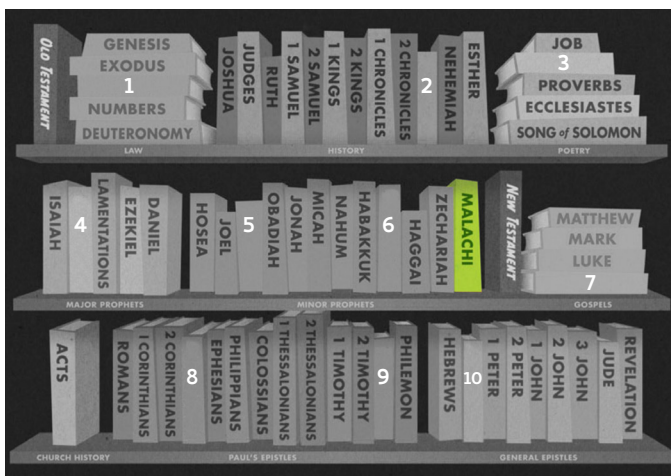 OLD TESTAMENT
GENESIS
EXODUS
1
NUMBERS
DEUTERONOMY
JOSHUA
JUDGES
RUTH
1 SAMUEL
2 SAMUEL
1 KINGS
2 KINGS
1 CHRONICLES
2 CHRONICLES
2
NEHEMIAH
ESTHER
JOB
3
PROVERBS
ECCLESIASTES
SONG of SOLOMON
LAW
HISTORY
POETRY
ISAIAH
4
LAMENTATIONS
EZEKIEL
DANIEL
HOSEA
JOEL
5
OBADIAH
JONAH
MICAH
NAHUM
HABAKKUK
6
HAGGAI
ZECHARIAH
MALACHI
NEW TESTAMENT
MATTHEW
MARK
LUKE
7
MAJOR PROPHETS
MINOR PROPHETS
GOSPELS
ACTS
ROMANS
1 CORINTHIANS
2 CORINTHIANS
8
EPHESIANS
PHILIPPIANS
COLOSSIANS
1 THESSALONIANS
2 THESSALONIANS
1 TIMOTHY
2 TIMOTHY
9
PHILEMON
HEBREWS
10
1 PETER
2 PETER
1 JOHN
2 JOHN
3 JOHN
JUDE
REVELATION
CHURCH HISTORY
PAUL'S EPISTLES
GENERAL EPISTLES